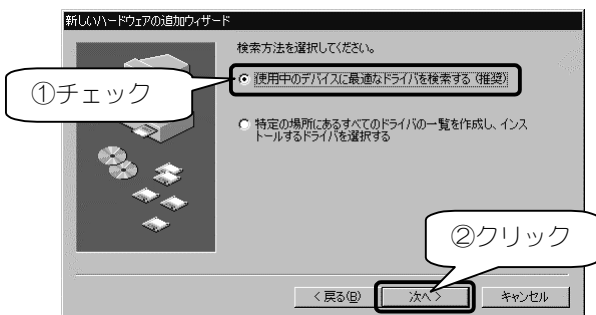 新しいハードウェアの追加ウィザード
検索方法を選択してください。
使用中のデバイスに最適なドライバを検索する（推奨）
①チェック
特定の場所にあるすべてのドライバの一覧を作成し、インス
トールするドライバを選択する
②クリック
< 戻る(B)
次へ >
キャンセル